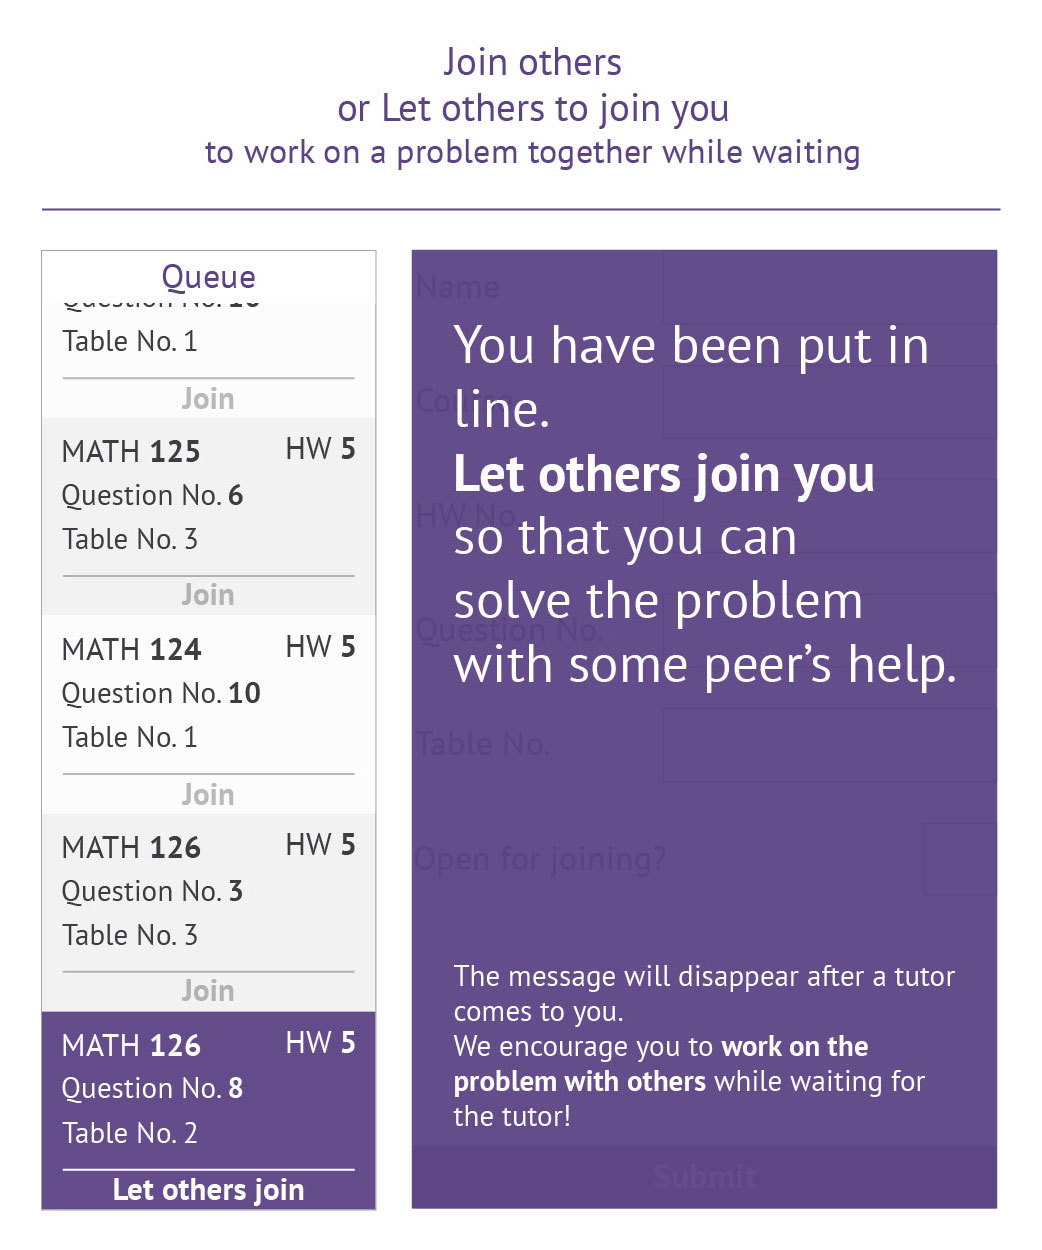 Join others
or Let others to join you
to work on a problem together while waiting
Queue
Question No. 10
Table No. 1
Join
MATH 125 HW 5
Question No. 6
Table No. 3
Join
MATH 124 HW 5
Question No. 10
Table No. 1
Join
MATH 126 HW 5
Question No. 3
Table No. 3
Join
MATH 126 HW 5
Question No. 8
Table No. 2
Let others join
Name
You have been put in
line.
Let others join you
HW No.
so that you can
solve the problem
Question No.
with some peer’s help.
Table No.
Open for joining?
The message will disappear after a tutor
comes to you.
We encourage you to work on the
problem with others while waiting for
the tutor!
Submit